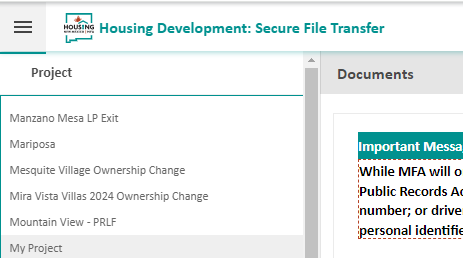 HOUSING
NEW MEXICO | MFA
Housing Development: Secure File Transfer
Project
Manzano Mesa LP Exit
Mariposa
Mesquite Village Ownership Change
Mira Vista Villas 2024 Ownership Change
Mountain View - PRLF
My Project
Documents
Important Messa
While MFA will o
Public Records Ac
number; or drive
personal identifie